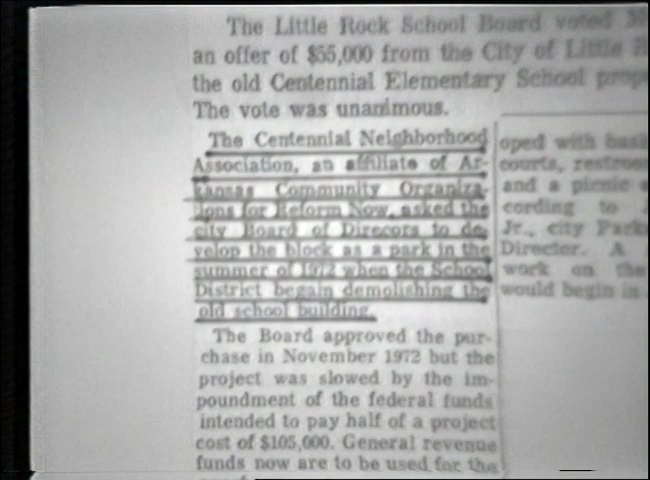 The Little Rock School Board voted
an offer of $55,000 from the City of Little
the old Centennial Elementary School
The vote was unanimous.
The Centennial Neighborhood
Association, an affiliate of Ar-
kansas Community Organiza-
ions for Reform Now, asked the
city Board of Direcors to de-
velop the block as a park in the
summer of 1972 when the School
District begain demolishing the
old school building.
The Board approved the pur-
chase in November 1972 but the
project was slowed by the im-
poundment of the federal funds
intended to pay half of a project
cost of $105,000. General revenue
funds now are to be used for the
oped with
courts,
and a picnic
cording to
Jr., city
Director. A
work on the
would begin in